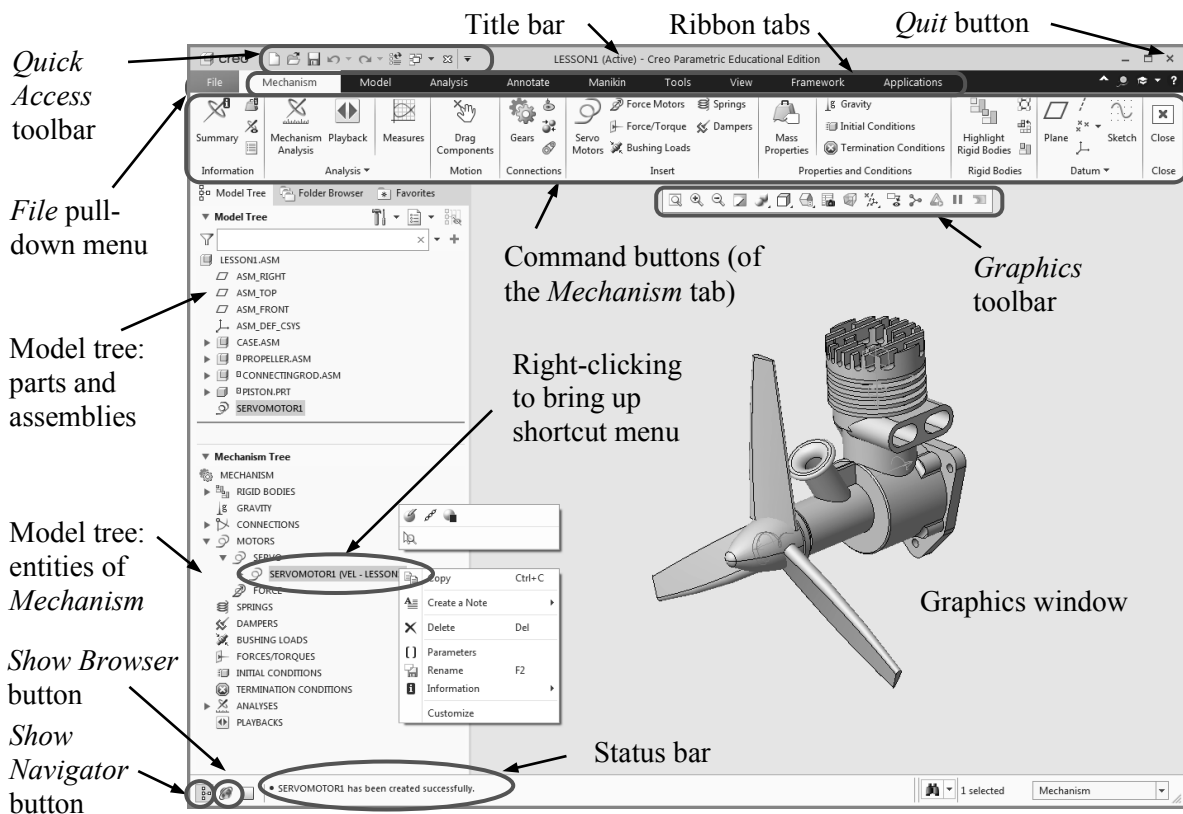 Title bar
Ribbon tabs
Quit button
Quick
Access
toolbar
File pull-
down menu
Model tree:
parts and
assemblies
Model tree:
entities of
Mechanism
Show Browser
button
Show
Navigator
button
creo
LESSON1 (Active) - Creo Parametric Educational Edition
File Mechanism Model Analysis Annotate Manikin Tools View Framework Applications
Summary
Information
Mechanism
Analysis
Playback
Measures
Analysis
Drag
Components
Motion
Gears
Connections
Servo
Motors
Force Motors
Force/Torque
Bushing Loads
Springs
Dampers
Insert
Mass
Properties
Gravity
Initial Conditions
Termination Conditions
Properties and Conditions
Highlight
Rigid Bodies
Rigid Bodies
Plane
Sketch
Datum
Close
Close
Model Tree Folder Browser Favorites
Model Tree
LESSON1.ASM
ASM_RIGHT
ASM_TOP
ASM_FRONT
ASM_DEF_CSYS
CASE.ASM
PROPELLER.ASM
CONNECTINGROD.ASM
PISTON.PRT
SERVOMOTOR1
Command buttons (of
the Mechanism tab)
Graphics
toolbar
Right-clicking
to bring up
shortcut menu
Mechanism Tree
MECHANISM
RIGID BODIES
GRAVITY
CONNECTIONS
MOTORS
SERVO
SERVOMOTOR1 (VEL - LESSON
FORCE
SPRINGS
DAMPERS
BUSHING LOADS
FORCES/TORQUES
INITIAL CONDITIONS
TERMINATION CONDITIONS
ANALYSES
PLAYBACKS
Copy Ctrl+C
Create a Note
Delete Del
Parameters
Rename F2
Information
Customize
Graphics window
Status bar
• SERVOMOTOR1 has been created successfully.
1 selected
Mechanism